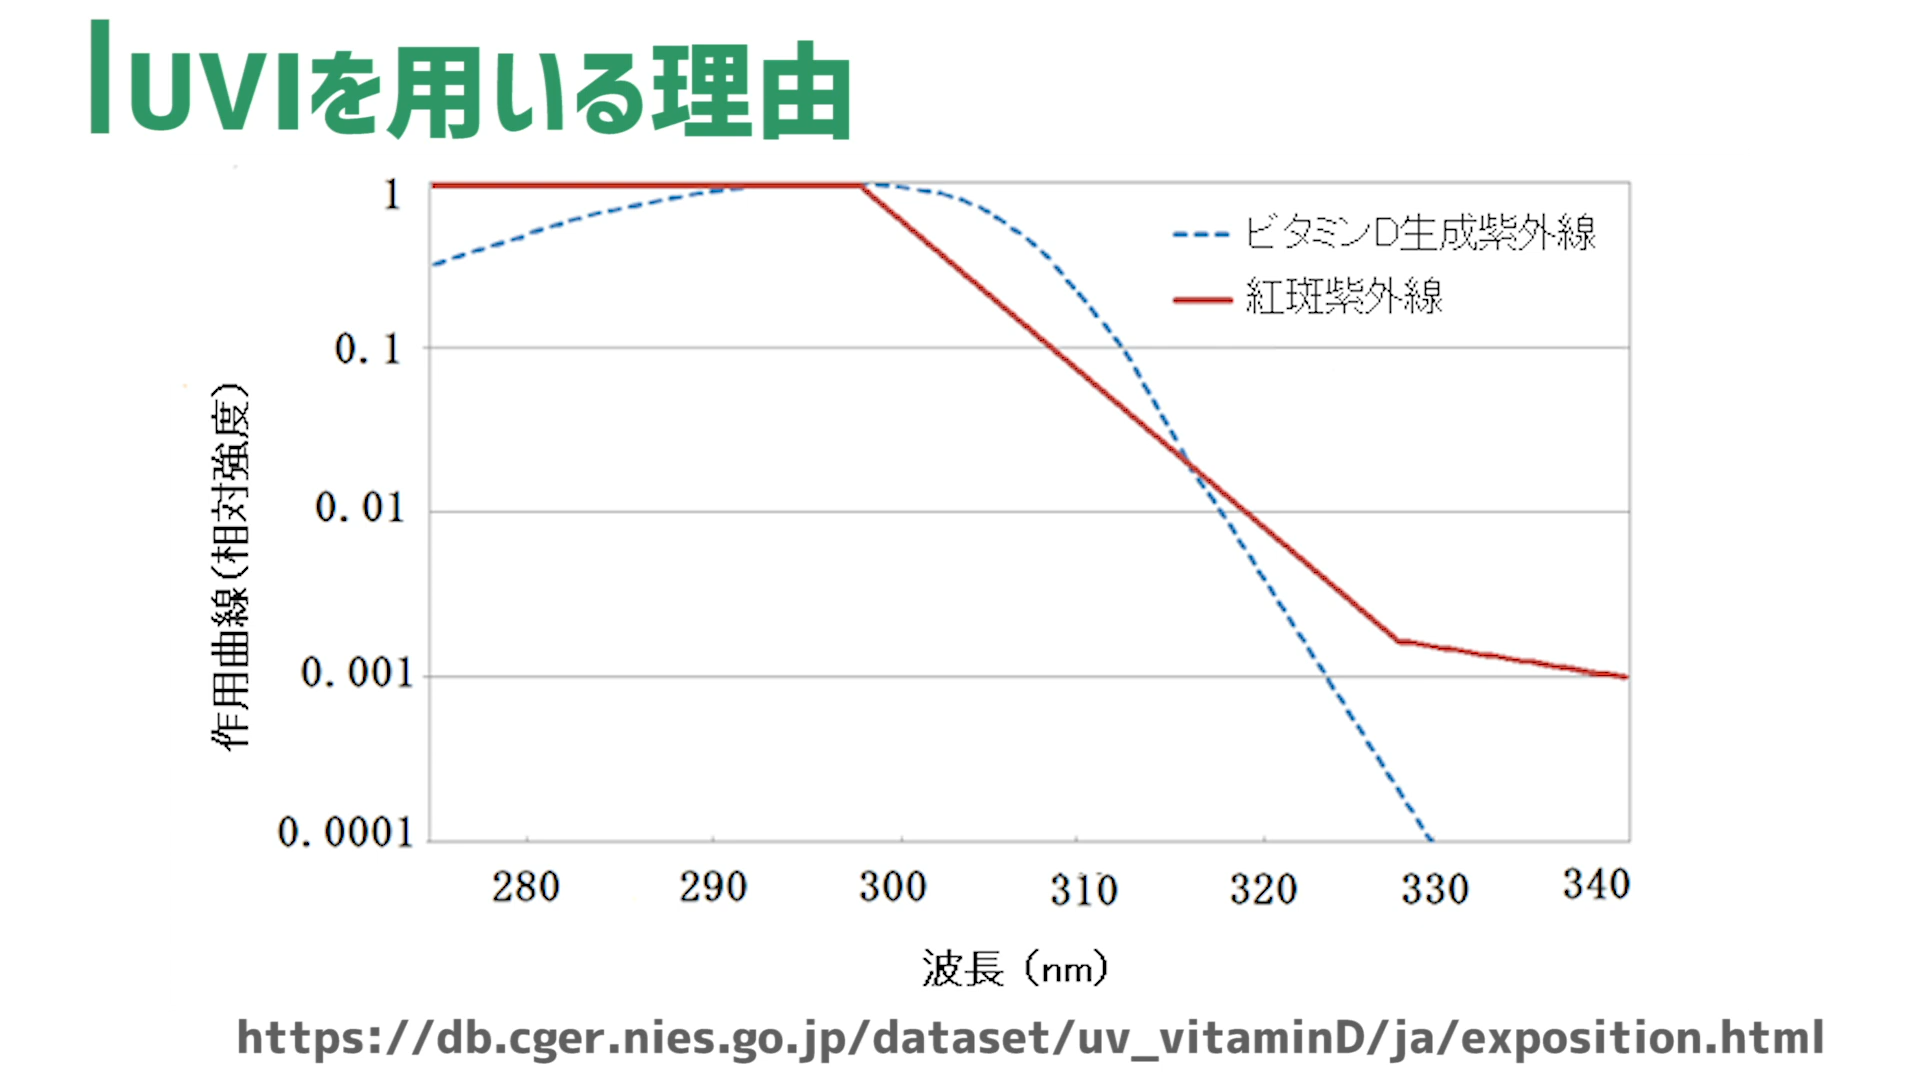 UVIを用いる理由
1
0.1
0.01
0.001
0.0001
作用曲線(相対強度)
ビタミンD生成紫外線
紅斑紫外線
280 290 300 310 320 330 340
波長（nm）
https://db.cger.nies.go.jp/dataset/uv_vitaminD/ja/exposition.html